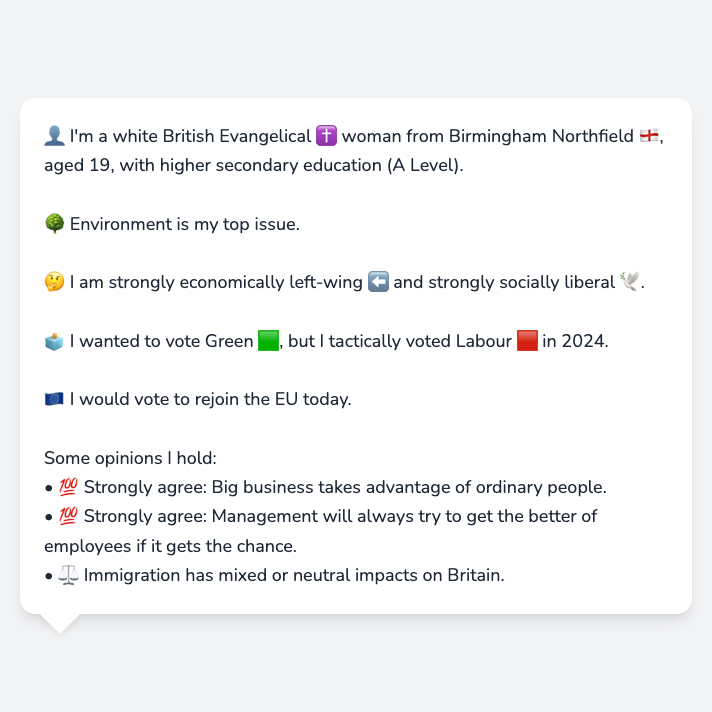 👤 I'm a white British Evangelical ✝️ woman from Birmingham Northfield 🏴󠁧󠁢󠁥󠁮󠁧󠁿,
aged 19, with higher secondary education (A Level).
🌳 Environment is my top issue.
🤔 I am strongly economically left-wing ⬅️ and strongly socially liberal 🕊️.
🗳️ I wanted to vote Green 🟩, but I tactically voted Labour 🟥 in 2024.
🇪🇺 I would vote to rejoin the EU today.
Some opinions I hold:
• 💯 Strongly agree: Big business takes advantage of ordinary people.
• 💯 Strongly agree: Management will always try to get the better of
employees if it gets the chance.
• ⚖️ Immigration has mixed or neutral impacts on Britain.